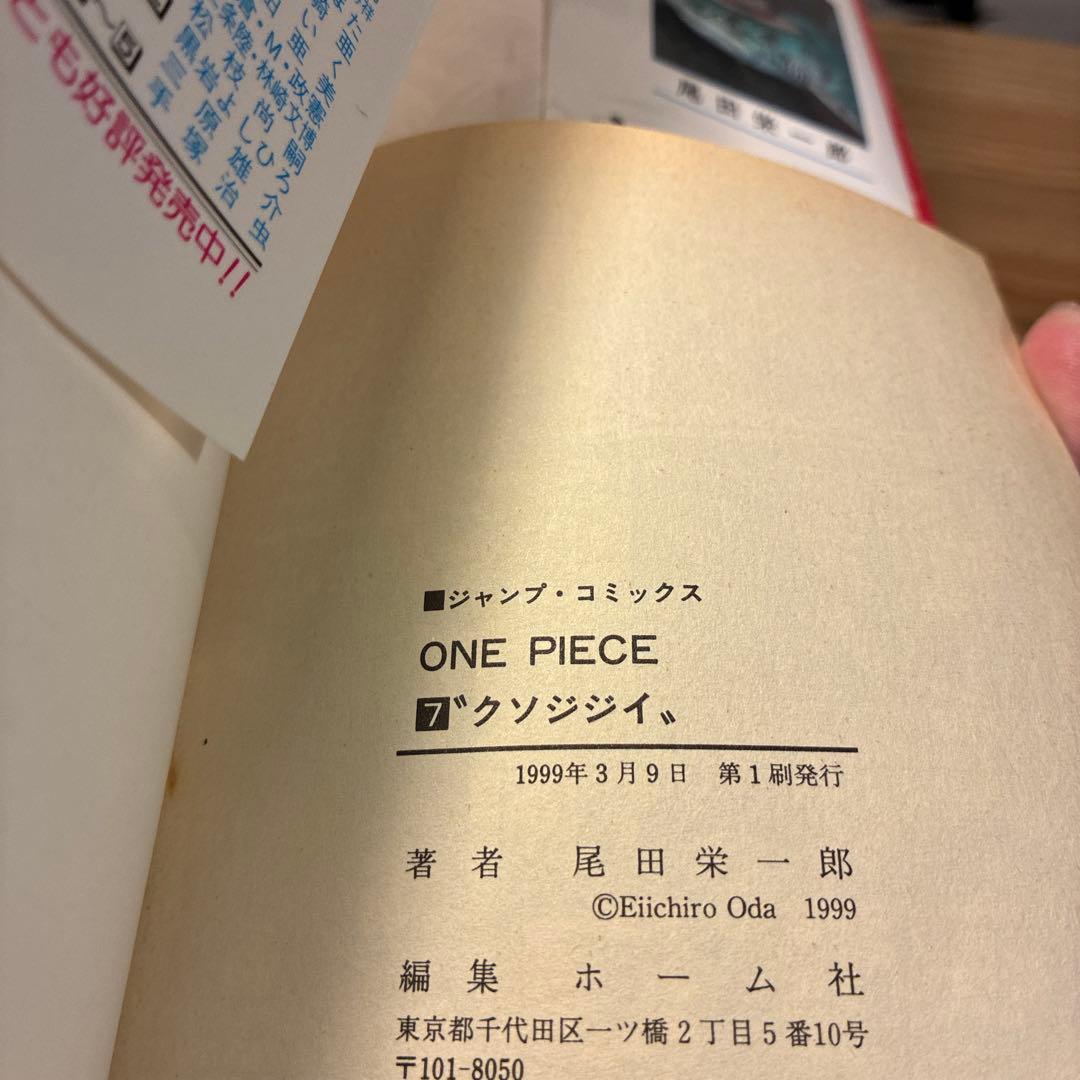 とも好評発売中!!
尾田栄一郎
■ジャンプ・コミックス
ONE PIECE
7〝クソジジイ〟
1999年3月9日 第1刷発行
著者 尾田栄一郎
©Eiichiro Oda 1999
編集 ホーム社
東京都千代田区一ツ橋2丁目5番10号
〒101-8050